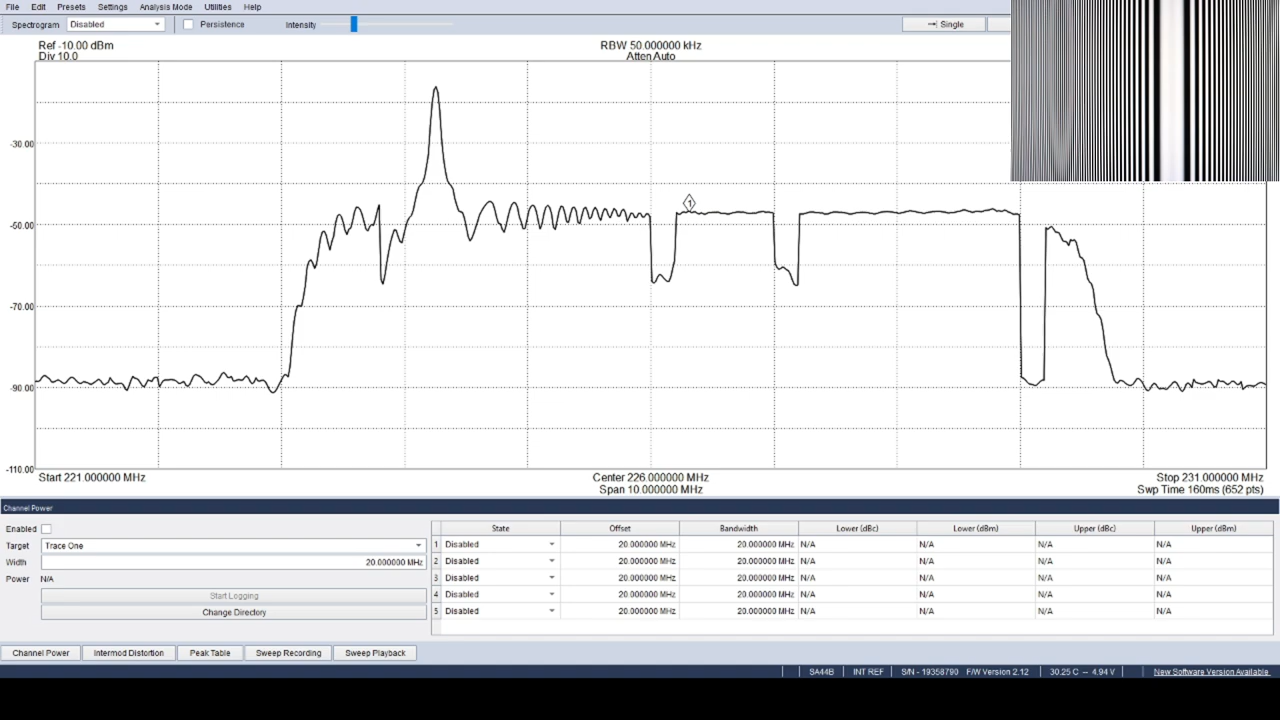 File Edit Presets Settings Analysis Mode Utilities Help
Spectrogram Disabled Persistence Intensity Single
Ref -10.00 dBm RBW 50.000000 kHz
Div 10.0 Atten Auto
-30.00
1
-50.00
-70.00
-90.00
-110.00
Start 221.000000 MHz Center 226.000000 MHz Stop 231.000000 MHz
Span 10.000000 MHz Swp Time 160ms (652 pts)
Channel Power
Enabled State Offset Bandwidth Lower (dBc) Lower (dBm) Upper (dBc) Upper (dBm)
Target Trace One 1 Disabled 20.000000 MHz 20.000000 MHz N/A N/A N/A N/A
Width 20.000000 MHz 2 Disabled 20.000000 MHz 20.000000 MHz N/A N/A N/A N/A
Power N/A 3 Disabled 20.000000 MHz 20.000000 MHz N/A N/A N/A N/A
Start Logging 4 Disabled 20.000000 MHz 20.000000 MHz N/A N/A N/A N/A
Change Directory 5 Disabled 20.000000 MHz 20.000000 MHz N/A N/A N/A N/A
Channel Power Intermod Distortion Peak Table Sweep Recording Sweep Playback
SA44B INT REF S/N - 19358790 F/W Version 2.12 30.25 C -- 4.94 V New Software Version Available